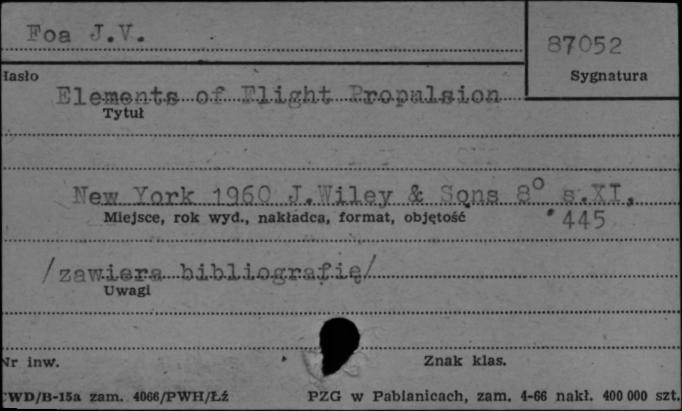 Foa J.V.
87052
Hasło
Sygnatura
Elements of Flight Propulsion
Tytuł
New York 1960 J.Wiley & Sons 8° s.XI,
Miejsce, rok wyd., nakładca, format, objętość
445
/zawiera bibliografię/
Uwagi
Nr inw.
Znak klas.
CWD/B-15a zam. 4066/PWH/Łż
PZG w Pabianicach, zam. 4-66 nakł. 400 000 szt.